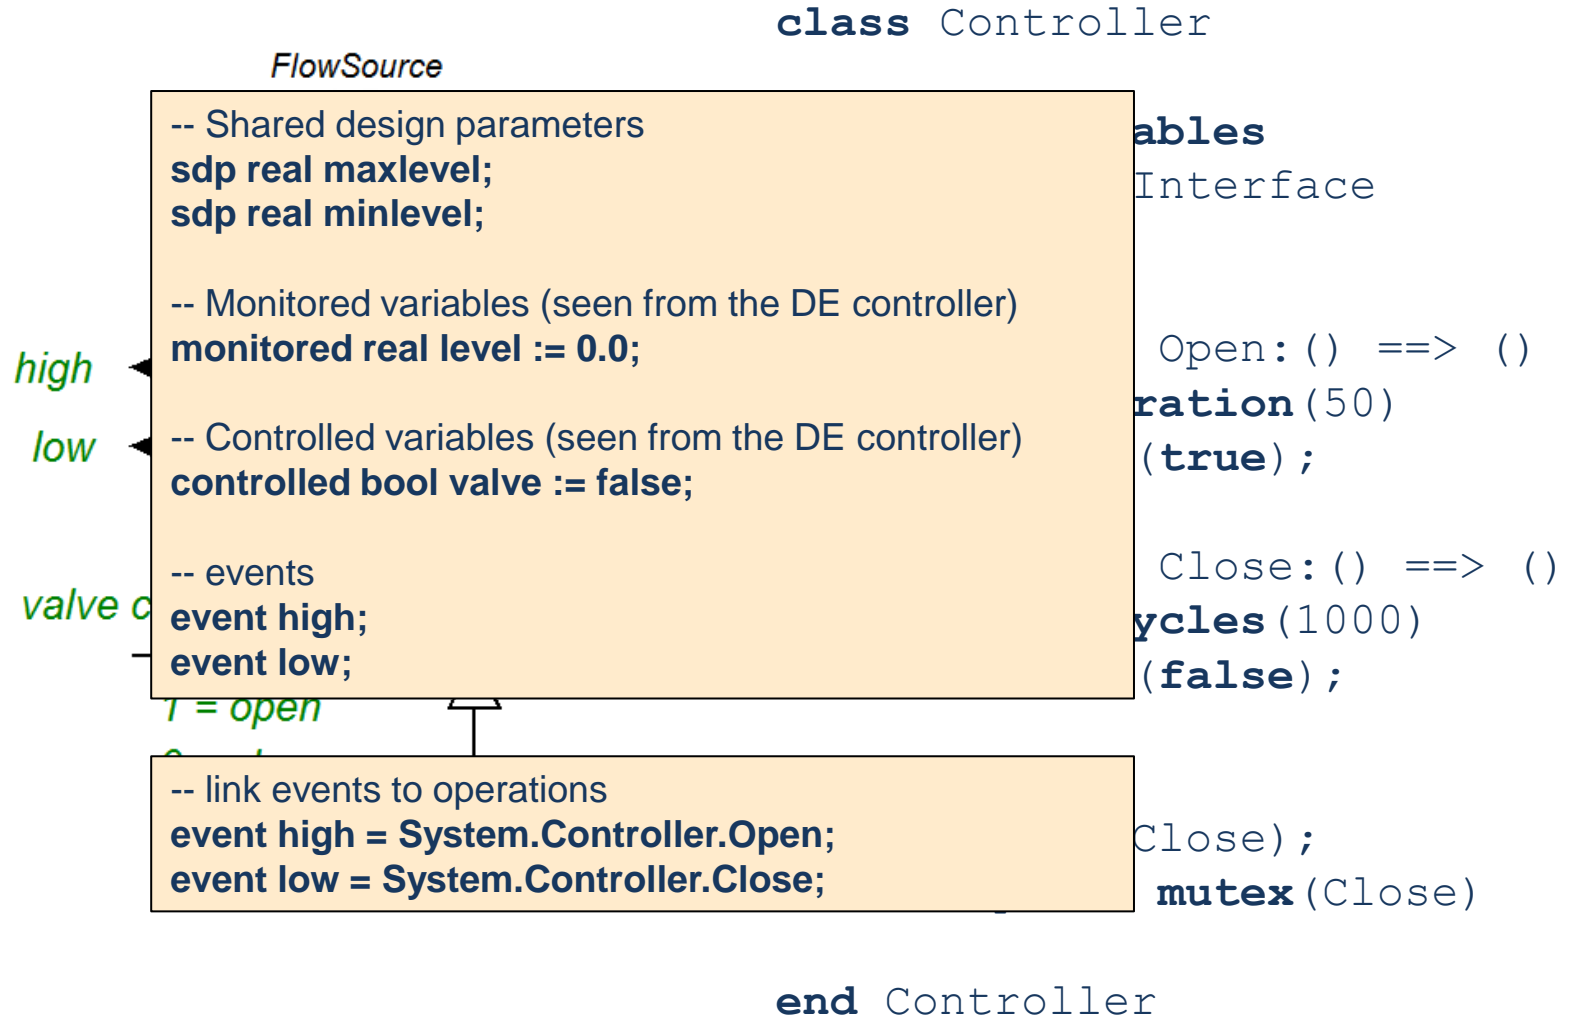 class Controller
FlowSource
-- Shared design parameters
sdp real maxlevel;
sdp real minlevel;
-- Monitored variables (seen from the DE controller)
monitored real level := 0.0;
-- Controlled variables (seen from the DE controller)
controlled bool valve := false;
-- events
event high;
event low;
-- link events to operations
event high = System.Controller.Open;
event low = System.Controller.Close;
high
low
valve c
1 = open
ables
Interface
Open:() ==> ()
ration(50)
(true);
Close:() ==> ()
ycles(1000)
(false);
Close);
mutex(Close)
end Controller